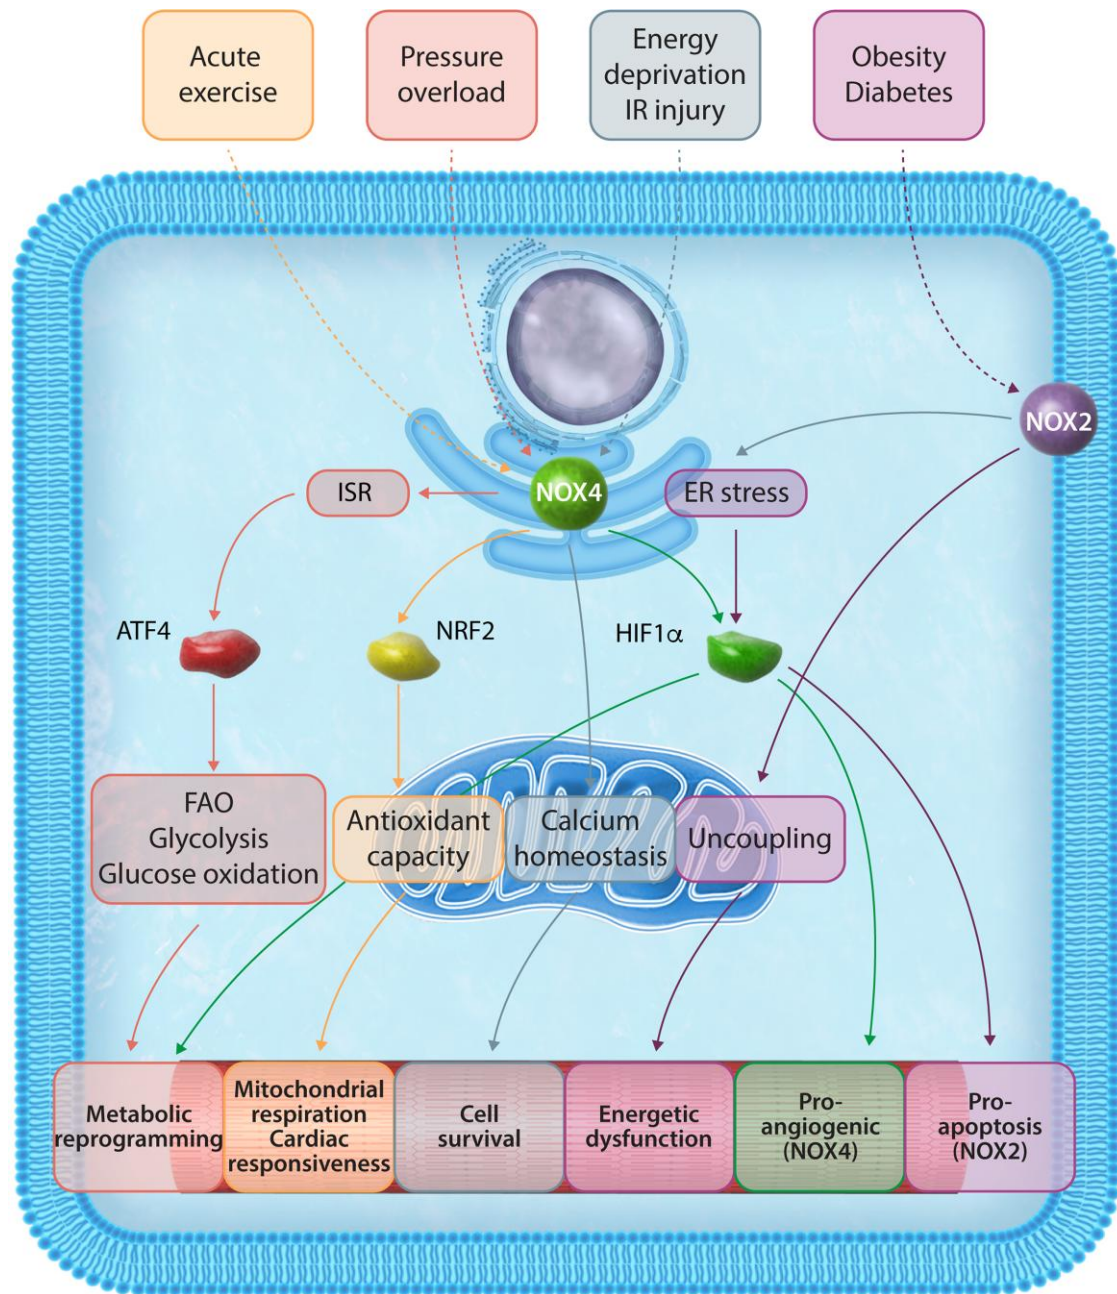 Acute
exercise
Pressure
overload
Energy
deprivation
IR injury
Obesity
Diabetes
NOX2
ISR
NOX4
ER stress
ATF4
NRF2
HIF1α
FAO
Glycolysis
Glucose oxidation
Antioxidant
capacity
Calcium
homeostasis
Uncoupling
Metabolic
reprogramming
Mitochondrial
respiration
Cardiac
responsiveness
Cell
survival
Energetic
dysfunction
Pro-
angiogenic
(NOX4)
Pro-
apoptosis
(NOX2)